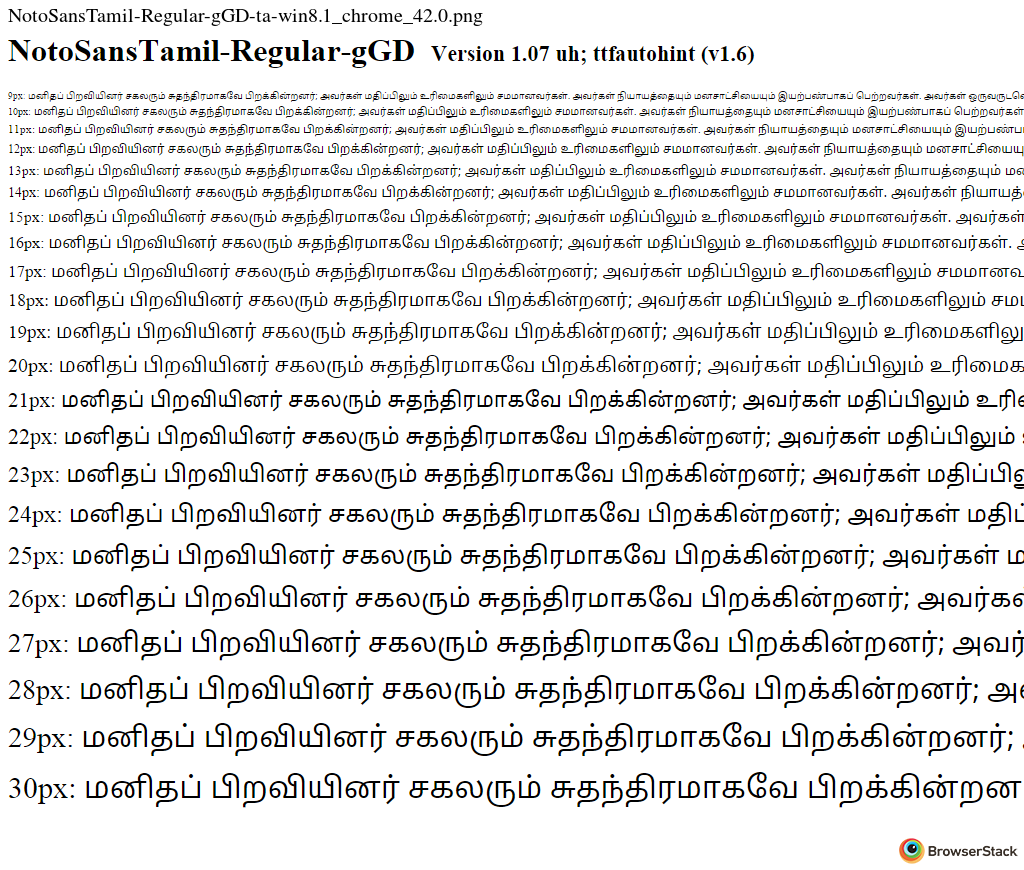 NotoSansTamil-Regular-gGD-ta-win8.1_chrome_42.0.png
NotoSansTamil-Regular-gGD Version 1.07 uh; ttfautohint (v1.6)
9px: மனிதப் பிறவியினர் சகலரும் சுதந்திரமாகவே பிறக்கின்றனர்; அவர்கள் மதிப்பிலும் உரிமைகளிலும் சமமானவர்கள். அவர்கள் நியாயத்தையும் மனசாட்சியையும் இயற்பண்பாகப் பெற்றவர்கள். அவர்கள்
10px: மனிதப் பிறவியினர் சகலரும் சுதந்திரமாகவே பிறக்கின்றனர்; அவர்கள் மதிப்பிலும் உரிமைகளிலும் சமமானவர்கள். அவர்கள் நியாயத்தையும் மனசாட்சியையும் இயற்பண்பாகப் பெற்றவர்கள்
11px: மனிதப் பிறவியினர் சகலரும் சுதந்திரமாகவே பிறக்கின்றனர்; அவர்கள் மதிப்பிலும் உரிமைகளிலும் சமமானவர்கள். அவர்கள் நியாயத்தையும் மனசாட்சியையும்
12px: மனிதப் பிறவியினர் சகலரும் சுதந்திரமாகவே பிறக்கின்றனர்; அவர்கள் மதிப்பிலும் உரிமைகளிலும் சமமானவர்கள். அவர்கள் நியாயத்தையும் மனசாட்சியையு
13px: மனிதப் பிறவியினர் சகலரும் சுதந்திரமாகவே பிறக்கின்றனர்; அவர்கள் மதிப்பிலும் உரிமைகளிலும் சமமானவர்கள். அவர்கள் நியாயத்தையும்
14px: மனிதப் பிறவியினர் சகலரும் சுதந்திரமாகவே பிறக்கின்றனர்; அவர்கள் மதிப்பிலும் உரிமைகளிலும் சமமானவர்கள். அவர்கள்
15px: மனிதப் பிறவியினர் சகலரும் சுதந்திரமாகவே பிறக்கின்றனர்; அவர்கள் மதிப்பிலும் உரிமைகளிலும் சமமானவர்கள். அவர்கள்
16px: மனிதப் பிறவியினர் சகலரும் சுதந்திரமாகவே பிறக்கின்றனர்; அவர்கள் மதிப்பிலும் உரிமைகளிலும் சமமானவர்கள்.
17px: மனிதப் பிறவியினர் சகலரும் சுதந்திரமாகவே பிறக்கின்றனர்; அவர்கள் மதிப்பிலும் உரிமைகளிலும் சமமானவ
18px: மனிதப் பிறவியினர் சகலரும் சுதந்திரமாகவே பிறக்கின்றனர்; அவர்கள் மதிப்பிலும் உரிமைகளிலும்
19px: மனிதப் பிறவியினர் சகலரும் சுதந்திரமாகவே பிறக்கின்றனர்; அவர்கள் மதிப்பிலும் உரிமைகளிலு
20px: மனிதப் பிறவியினர் சகலரும் சுதந்திரமாகவே பிறக்கின்றனர்; அவர்கள் மதிப்பிலும் உரிமைக
21px: மனிதப் பிறவியினர் சகலரும் சுதந்திரமாகவே பிறக்கின்றனர்; அவர்கள் மதிப்பிலும்
22px: மனிதப் பிறவியினர் சகலரும் சுதந்திரமாகவே பிறக்கின்றனர்; அவர்கள் மதிப்பிலும்
23px: மனிதப் பிறவியினர் சகலரும் சுதந்திரமாகவே பிறக்கின்றனர்; அவர்கள்
24px: மனிதப் பிறவியினர் சகலரும் சுதந்திரமாகவே பிறக்கின்றனர்; அவர்கள்
25px: மனிதப் பிறவியினர் சகலரும் சுதந்திரமாகவே பிறக்கின்றனர்; அவர்கள் ம
26px: மனிதப் பிறவியினர் சகலரும் சுதந்திரமாகவே பிறக்கின்றனர்;
27px: மனிதப் பிறவியினர் சகலரும் சுதந்திரமாகவே பிறக்கின்றனர்; அவர்
28px: மனிதப் பிறவியினர் சகலரும் சுதந்திரமாகவே பிறக்கின்றனர்;
29px: மனிதப் பிறவியினர் சகலரும் சுதந்திரமாகவே பிறக்கின்றனர்;
30px: மனிதப் பிறவியினர் சகலரும் சுதந்திரமாகவே பிறக்கின்றன
BrowserStack